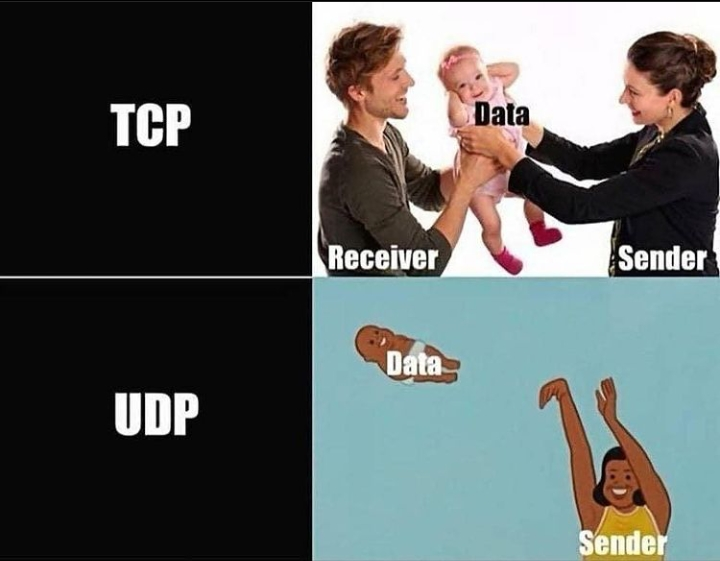 TCP
Data
Receiver
Sender
UDP
Data
Sender